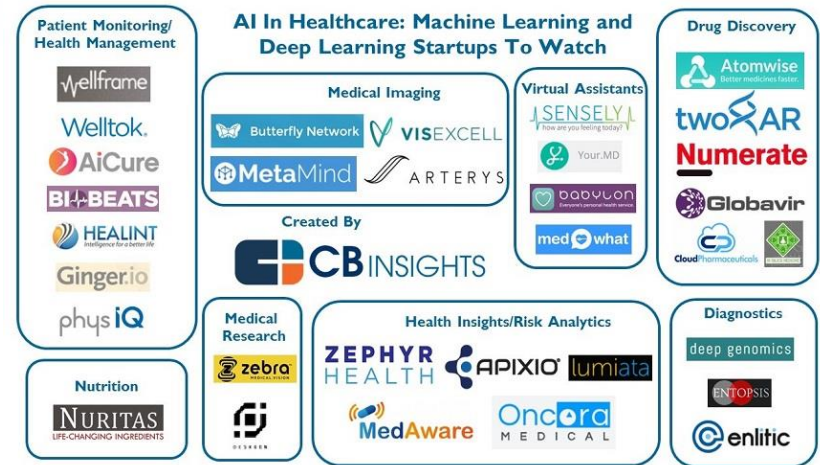 AI In Healthcare: Machine Learning and
Deep Learning Startups To Watch
Patient Monitoring/
Health Management
wellframe
Welltok.
AiCure
BIOBEATS
HEALINT
Intelligence for a better life
Ginger.io
physIQ
Nutrition
NURITAS
LIFE-CHANGING INGREDIENTS
Medical Imaging
Butterfly Network
VISEXCELL
MetaMind
ARTERYS
Created By
CBINSIGHTS
Medical
Research
zebra
MEDICAL VISION
DESKGEN
Virtual Assistants
SENSELY
how are you feeling today?
Your.MD
babylon
Everyone's personal health service.
med what
Health Insights/Risk Analytics
ZEPHYR
HEALTH
APIXIO
lumiata
MedAware
Oncora
MEDICAL
Drug Discovery
Atomwise
Better medicines faster.
twoXAR
Numerate
Globavir
CloudPharmaceuticals
Diagnostics
deep genomics
ENTOPSIS
enlitic